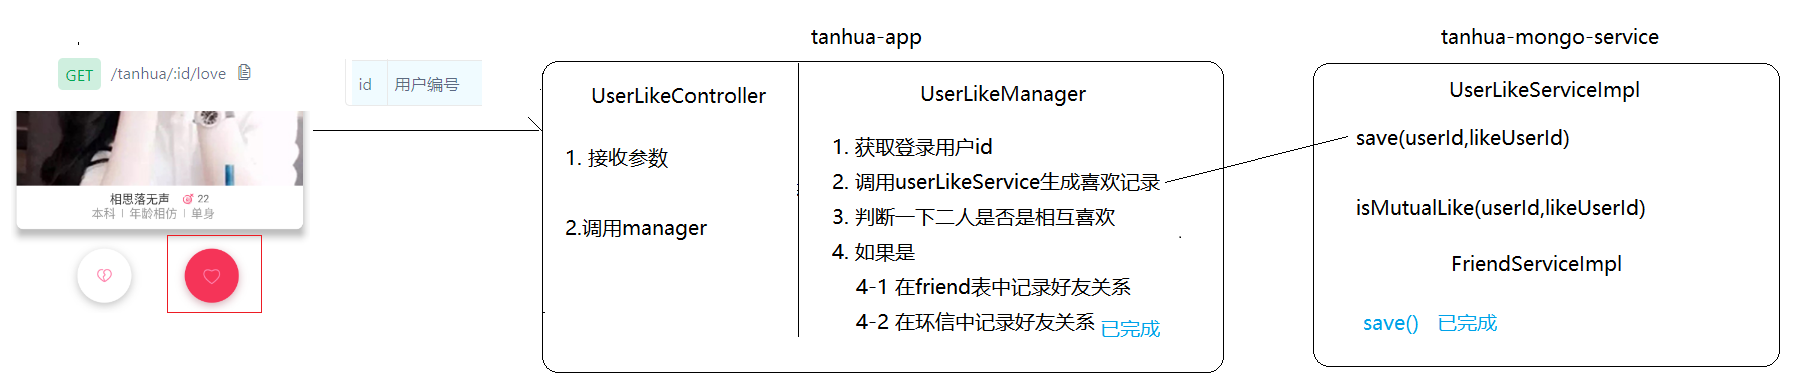 tanhua-app
tanhua-mongo-service
GET /tanhua/:id/love
id 用户编号
相思落无声 22
本科 | 年龄相仿 | 单身
UserLikeController
1. 接收参数
2.调用manager
UserLikeManager
1. 获取登录用户id
2. 调用userLikeService生成喜欢记录
3. 判断一下二人是否是相互喜欢
4. 如果是
4-1 在friend表中记录好友关系
4-2 在环信中记录好友关系 已完成
UserLikeServiceImpl
save(userId,likeUserId)
isMutualLike(userId,likeUserId)
FriendServiceImpl
save() 已完成